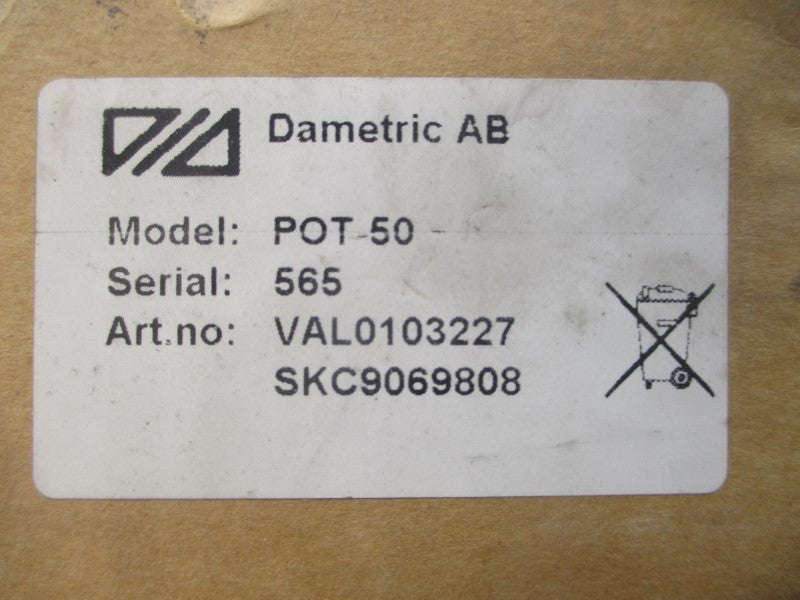 Dametric AB
Model: POT-50
Serial: 565
Art.no: VAL0103227
SKC9069808